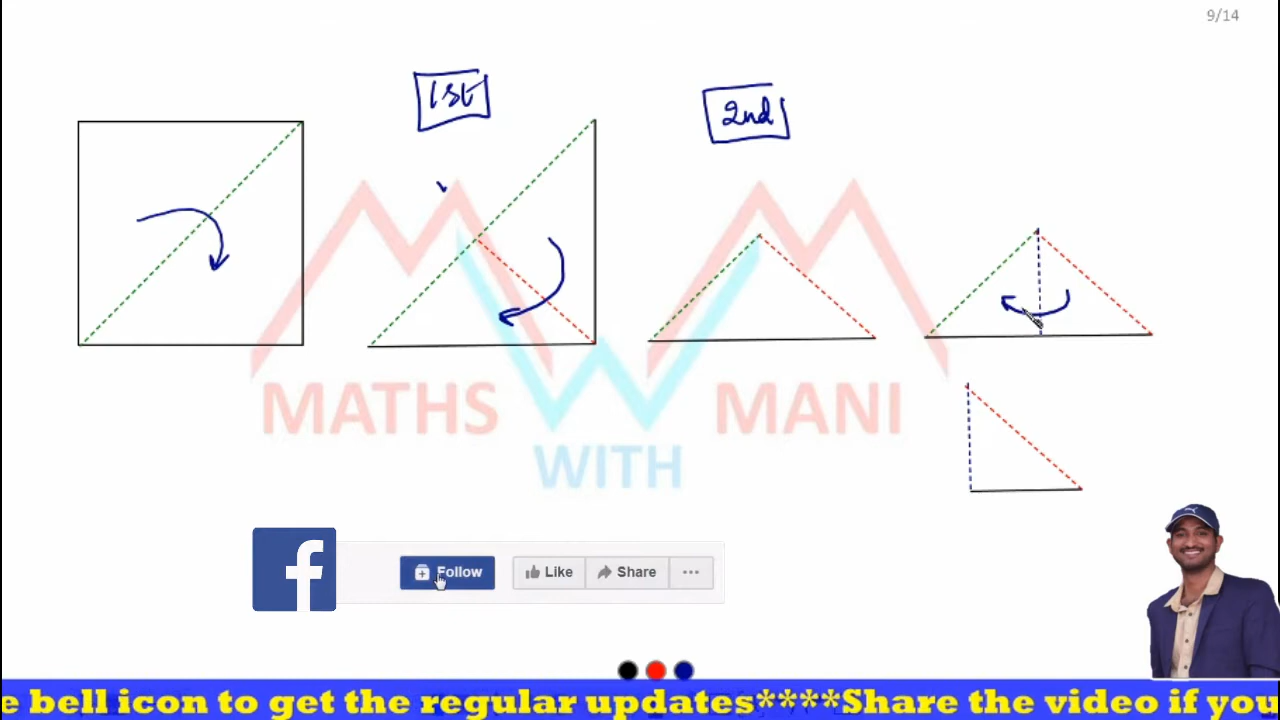 9/14
1st
2nd
MATHS MANI
WITH
f
Follow Like Share ...
e bell icon to get the regular updates****Share the video if you